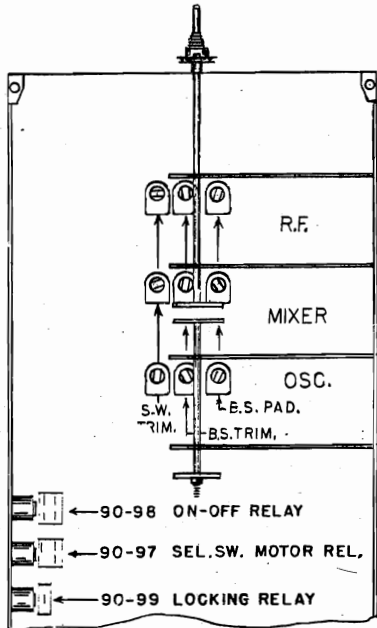 R.F.
MIXER
OSC.
S.W.
TRIM.
B.S. PAD.
B.S. TRIM.
90-98 ON-OFF RELAY
90-97 SEL. SW. MOTOR REL.
90-99 LOCKING RELAY